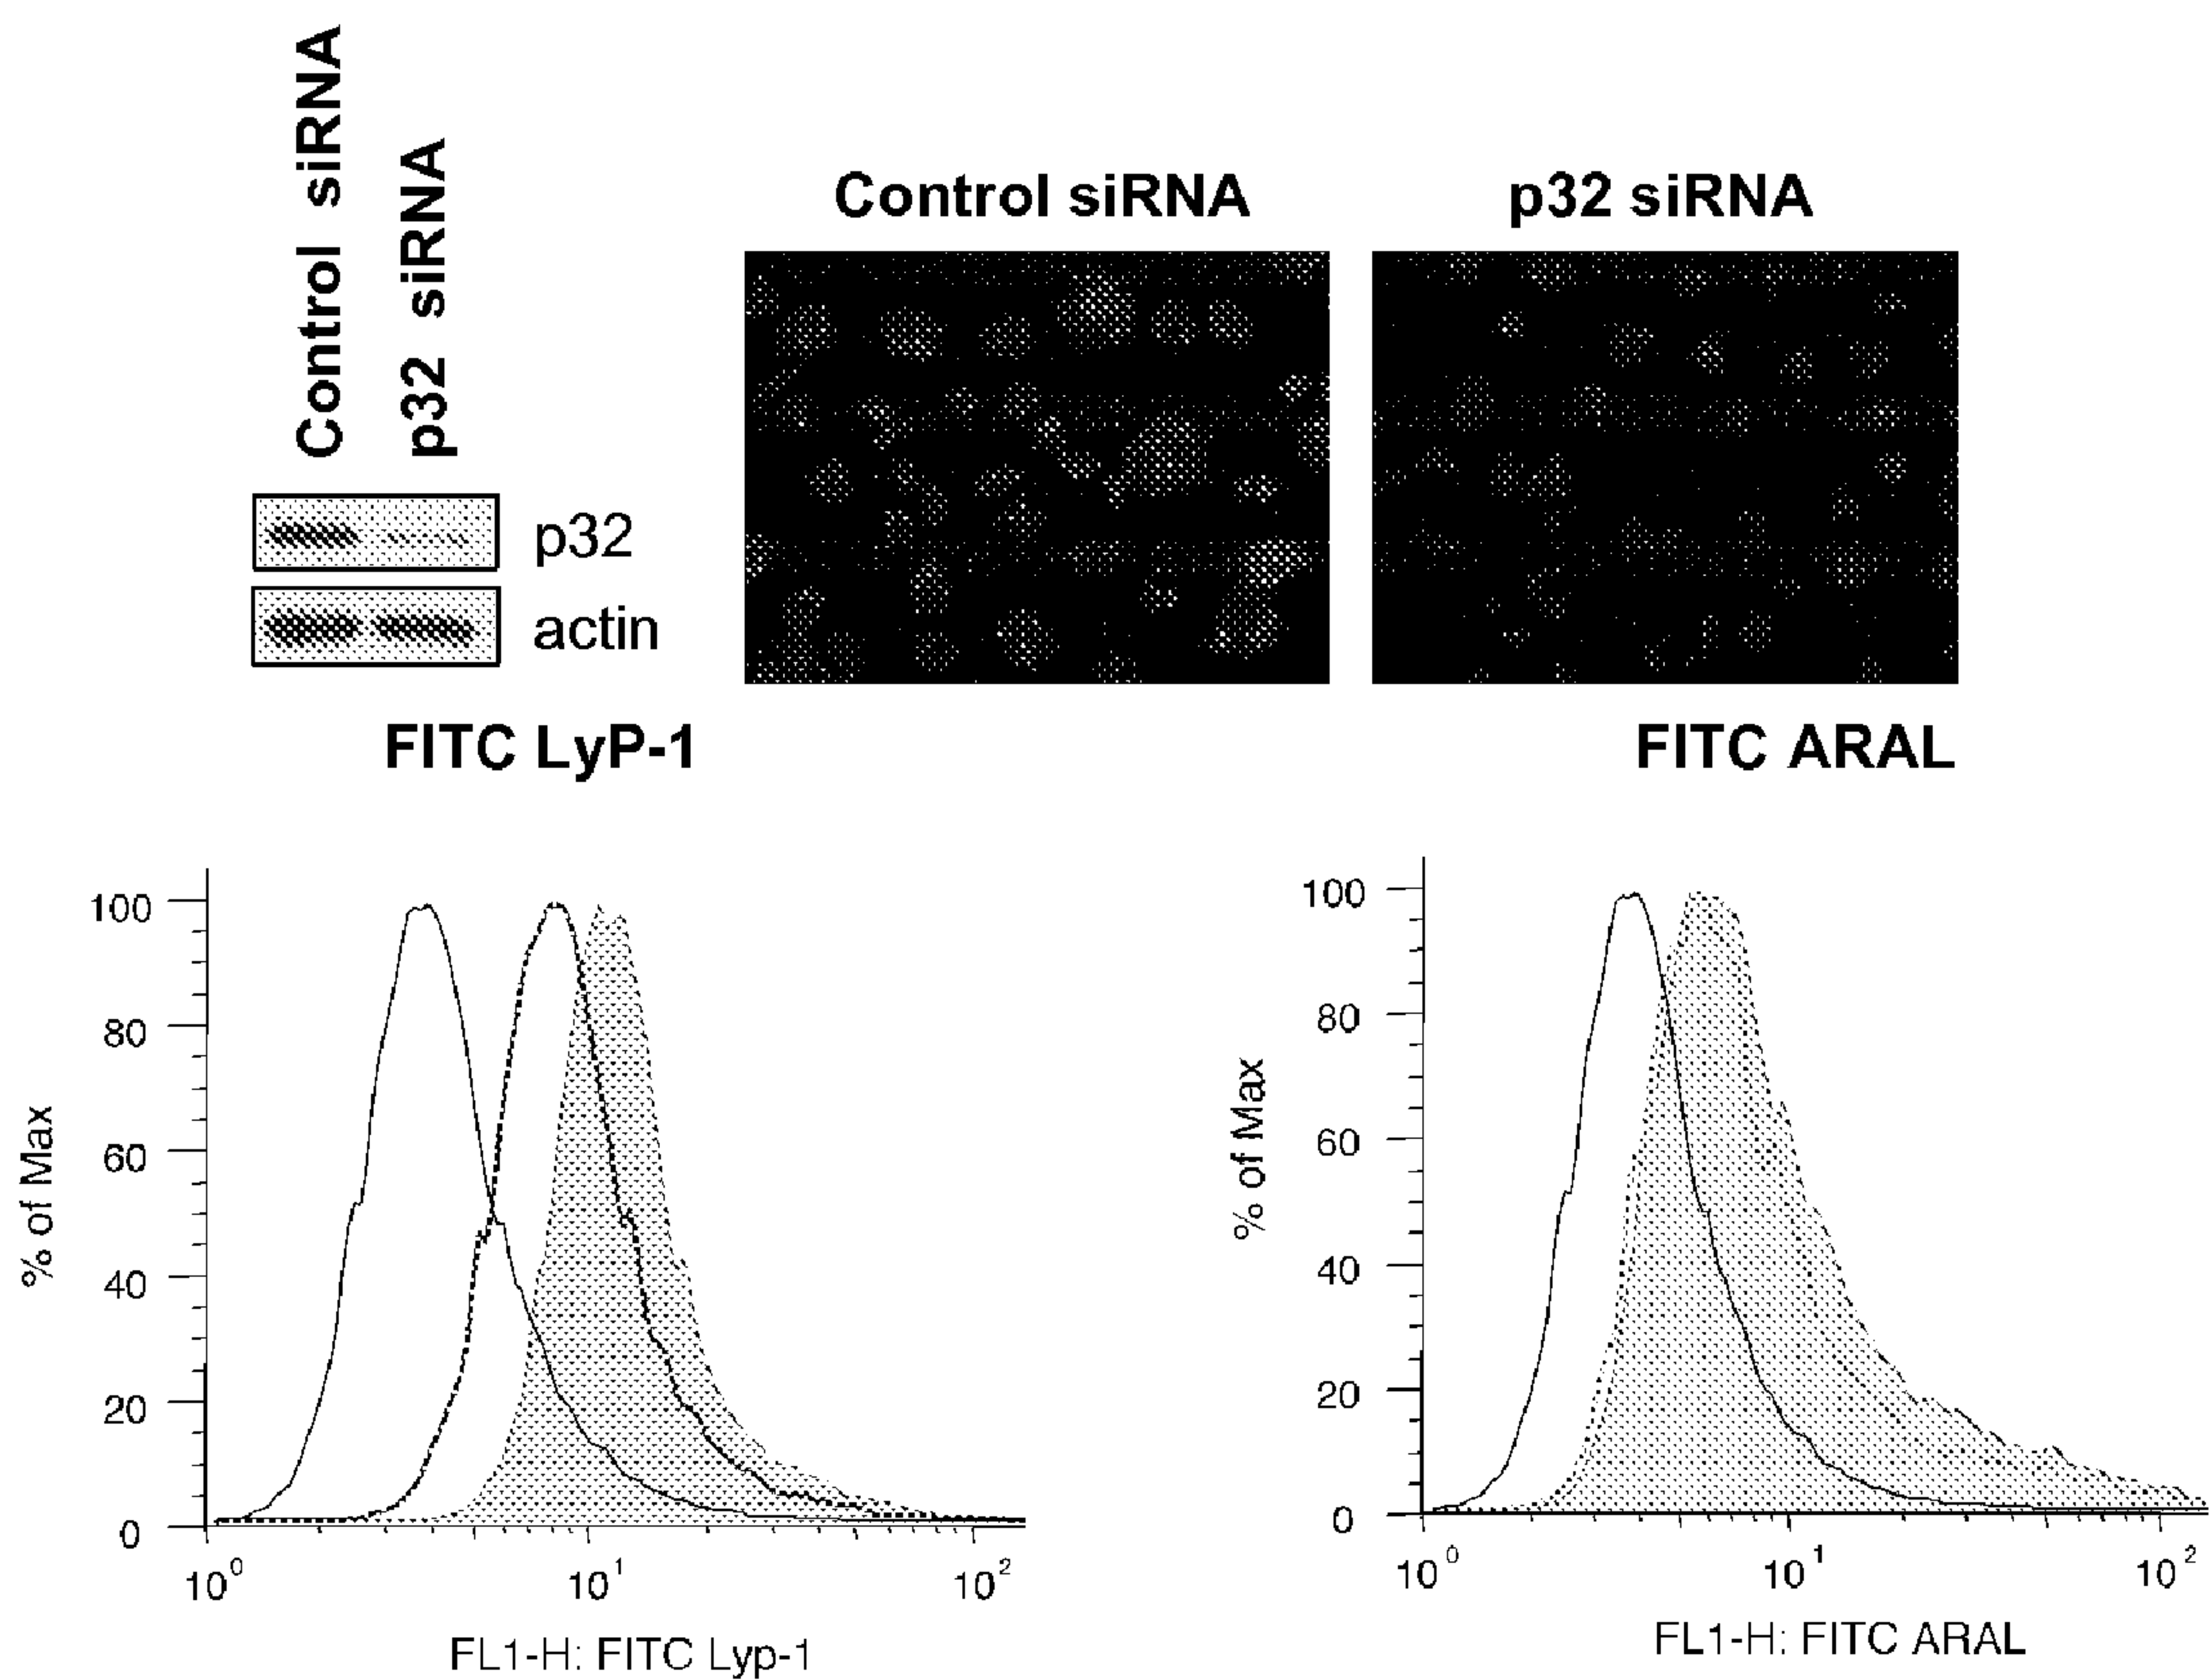 Control siRNA
p32 siRNA
Control siRNA
p32 siRNA
p32
actin
FITC LyP-1
FITC ARAL
100
80
60
40
20
0
% of Max
10^0
10^1
10^2
FL1-H: FITC Lyp-1
100
80
60
40
20
0
% of Max
10^0
10^1
10^2
FL1-H: FITC ARAL